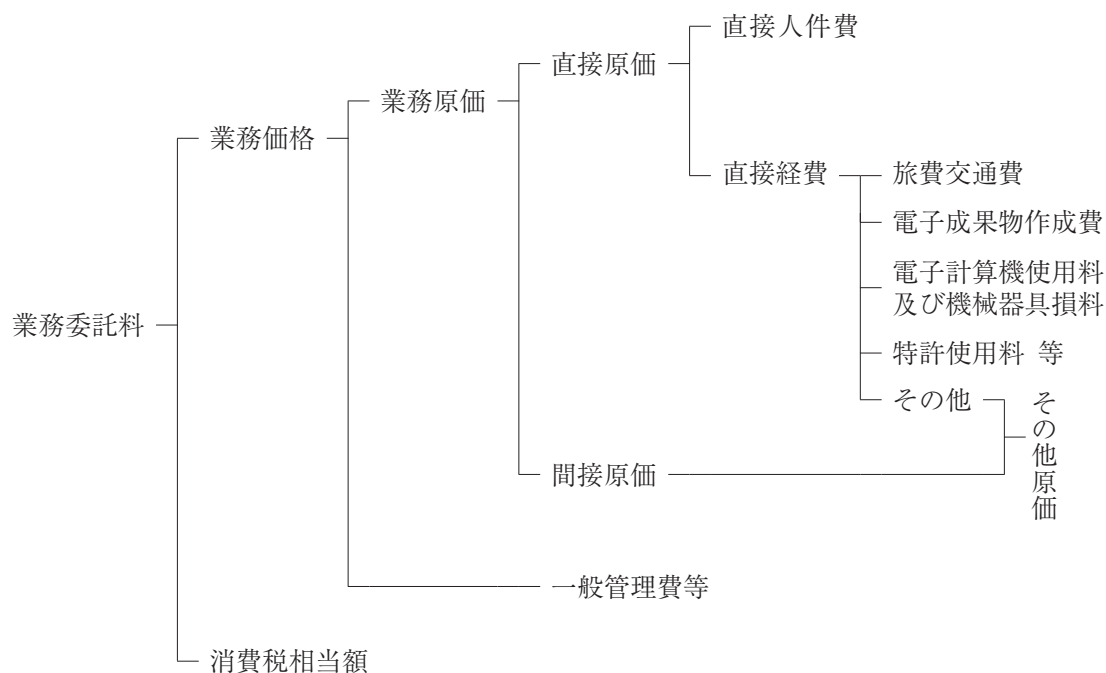 直接人件費
直接原価
業務原価
業務価格
直接経費
旅費交通費
電子成果物作成費
電子計算機使用料
及び機械器具損料
業務委託料
特許使用料 等
その他
その他原価
間接原価
一般管理費等
消費税相当額